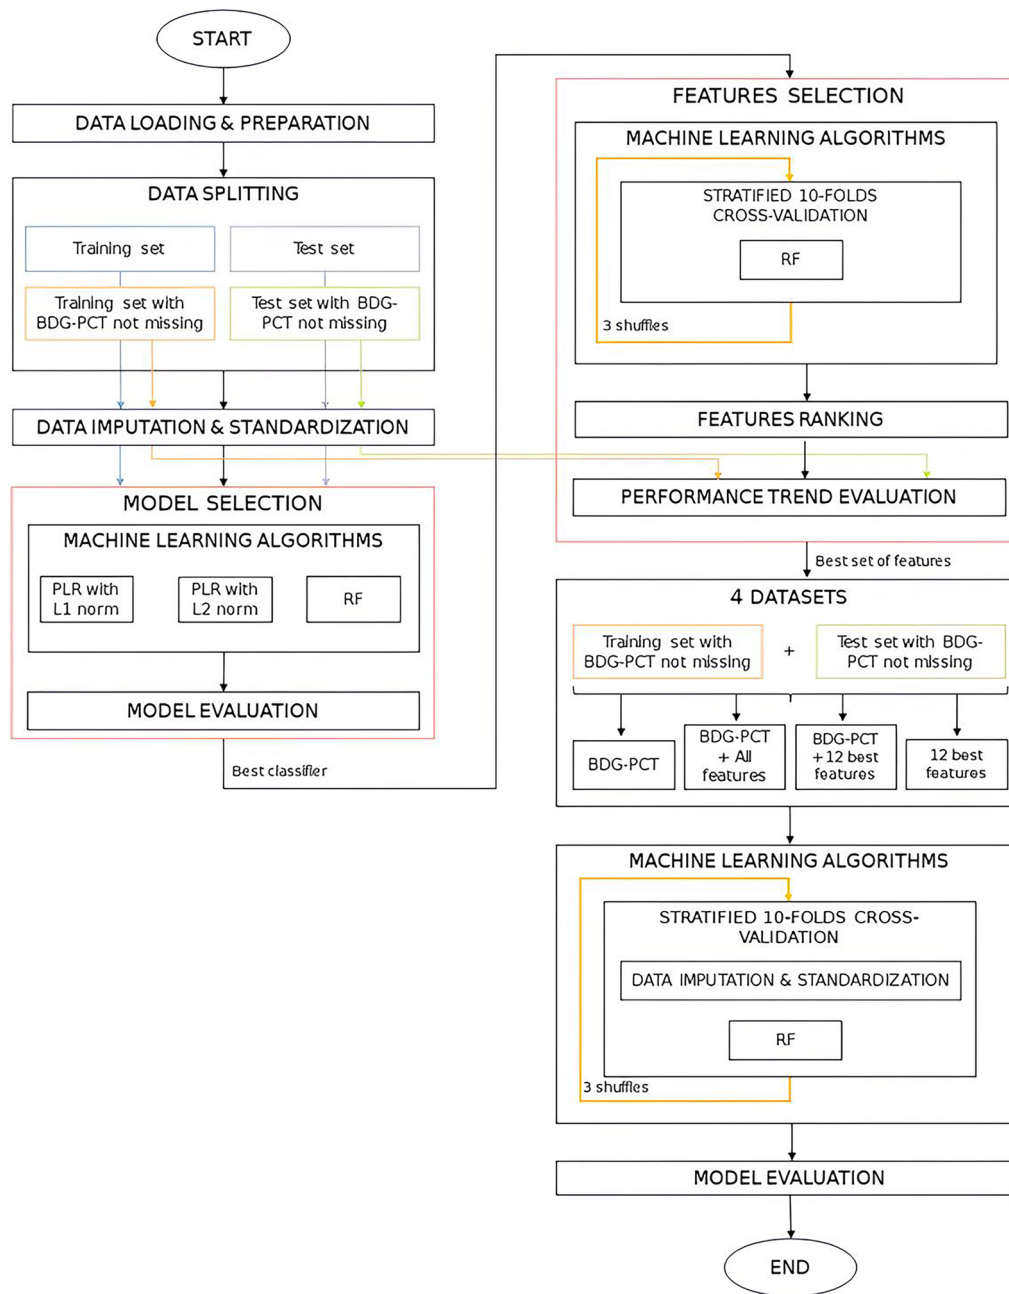 START
DATA LOADING & PREPARATION
DATA SPLITTING
Training set
Test set
Training set with
BDG-PCT not missing
Test set with BDG-
PCT not missing
DATA IMPUTATION & STANDARDIZATION
MODEL SELECTION
MACHINE LEARNING ALGORITHMS
PLR with
L1 norm
PLR with
L2 norm
RF
MODEL EVALUATION
Best classifier
FEATURES SELECTION
MACHINE LEARNING ALGORITHMS
STRATIFIED 10-FOLDS
CROSS-VALIDATION
RF
3 shuffles
FEATURES RANKING
PERFORMANCE TREND EVALUATION
Best set of features
4 DATASETS
Training set with
BDG-PCT not missing
+
Test set with BDG-
PCT not missing
BDG-PCT
BDG-PCT
+ All
features
BDG-PCT
+12 best
features
12 best
features
MACHINE LEARNING ALGORITHMS
STRATIFIED 10-FOLDS CROSS-
VALIDATION
DATA IMPUTATION & STANDARDIZATION
RF
3 shuffles
MODEL EVALUATION
END